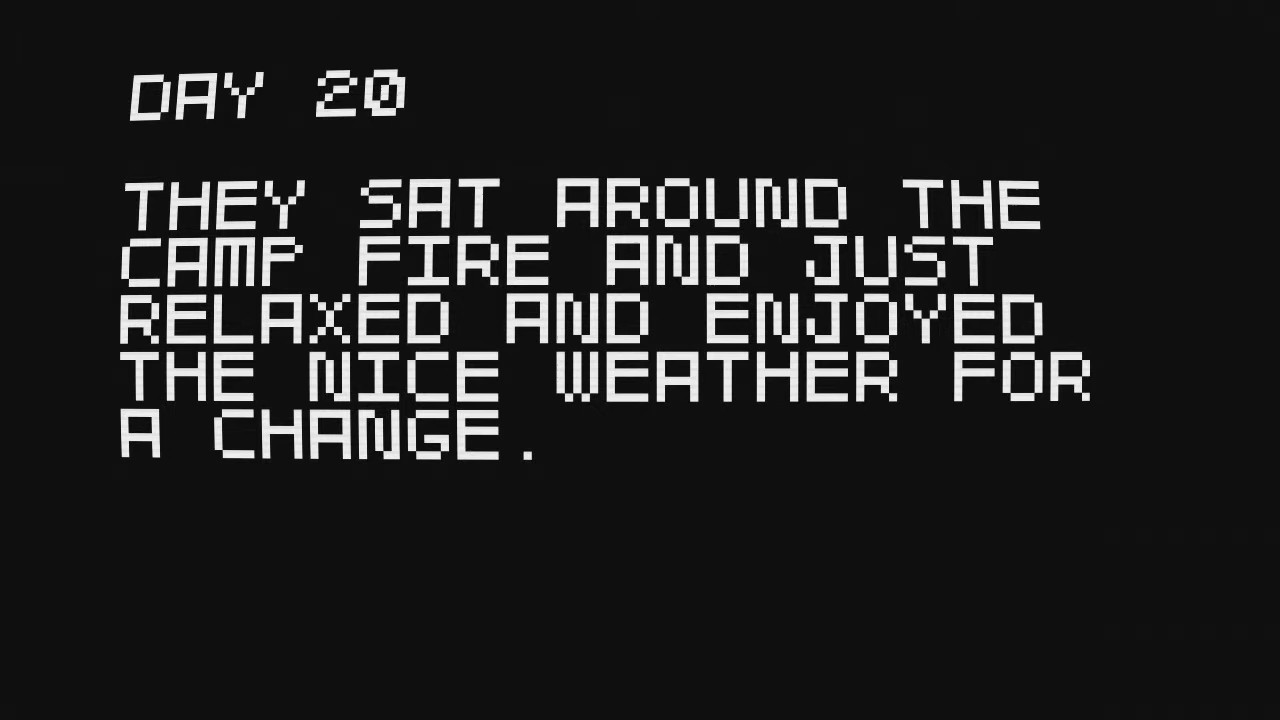 DAY 20
THEY SAT AROUND THE
CAMP FIRE AND JUST
RELAXED AND ENJOYED
THE NICE WEATHER FOR
A CHANGE.